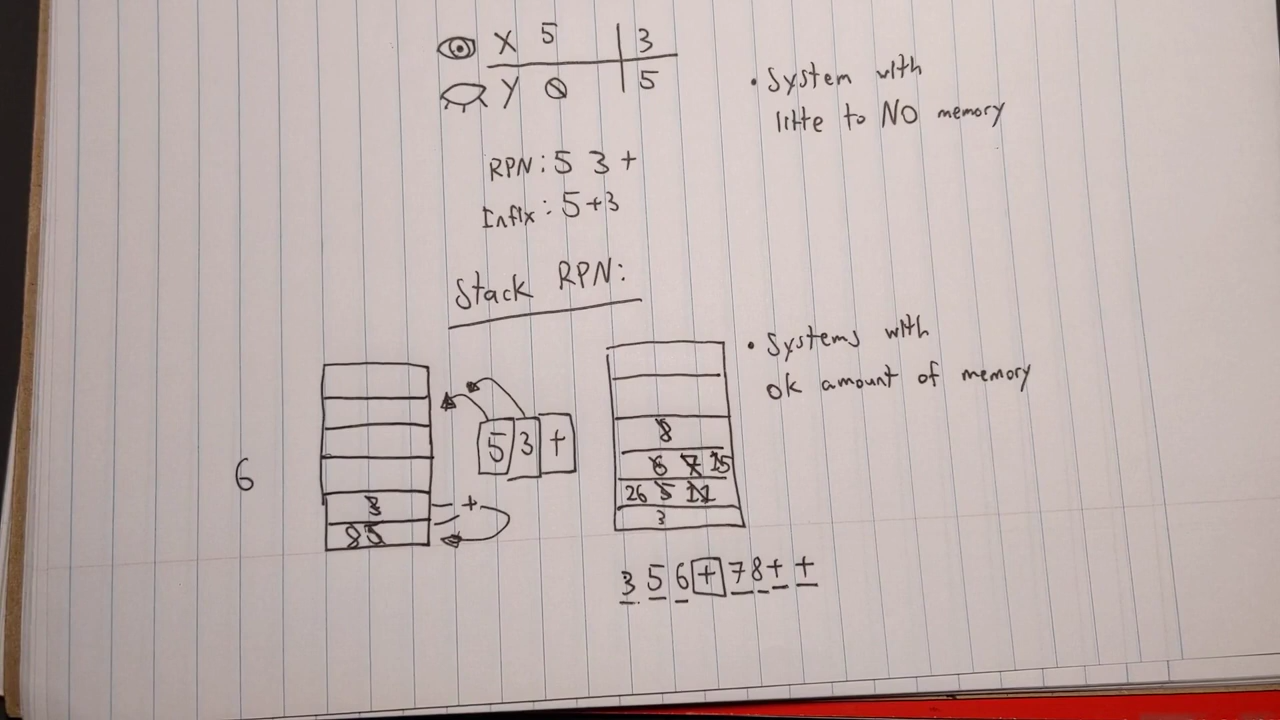 X 5 3
Y 0 5
• System with
litte to NO memory
RPN: 5 3 +
Infix: 5+3
Stack RPN:
• Systems with
ok amount of memory
5 3 +
6
3
+
8 5
8
6 7 15
26 5 11
3
3 5 6 + 7 8 + +